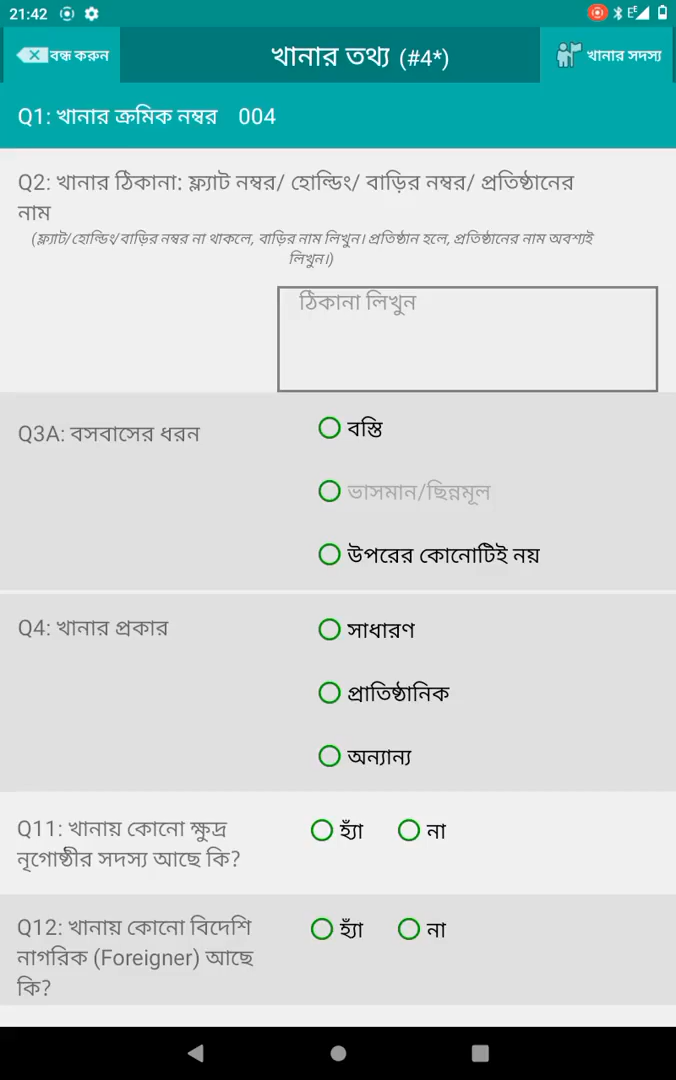 21:42
বন্ধ করুন
খানার তথ্য (#4*)
খানার সদস্য
Q1: খানার ক্রমিক নম্বর 004
Q2: খানার ঠিকানা: ফ্ল্যাট নম্বর/ হোল্ডিং/ বাড়ির নম্বর/ প্রতিষ্ঠানের
নাম
(ফ্ল্যাট/হোল্ডিং/বাড়ির নম্বর না থাকলে, বাড়ির নাম লিখুন। প্রতিষ্ঠান হলে, প্রতিষ্ঠানের নাম অবশ্যই
লিখুন।)
ঠিকানা লিখুন
Q3A: বসবাসের ধরন
বস্তি
ভাসমান/ছিন্নমূল
উপরের কোনোটিই নয়
Q4: খানার প্রকার
সাধারণ
প্রাতিষ্ঠানিক
অন্যান্য
Q11: খানায় কোনো ক্ষুদ্র
নৃগোষ্ঠীর সদস্য আছে কি?
হ্যাঁ না
Q12: খানায় কোনো বিদেশি
নাগরিক (Foreigner) আছে
কি?
হ্যাঁ না